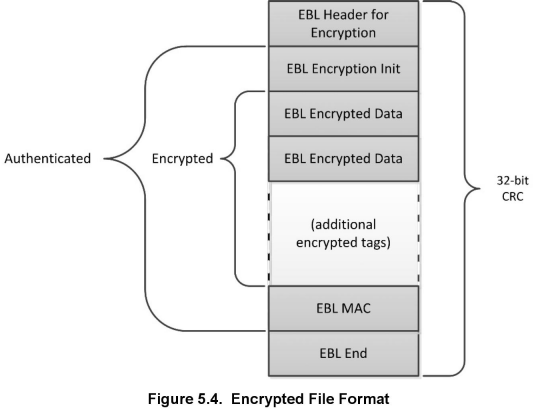 EBL Header for
Encryption
EBL Encryption Init
EBL Encrypted Data
Authenticated
Encrypted
EBL Encrypted Data
32-bit
CRC
(additional
encrypted tags)
EBL MAC
EBL End
Figure 5.4. Encrypted File Format